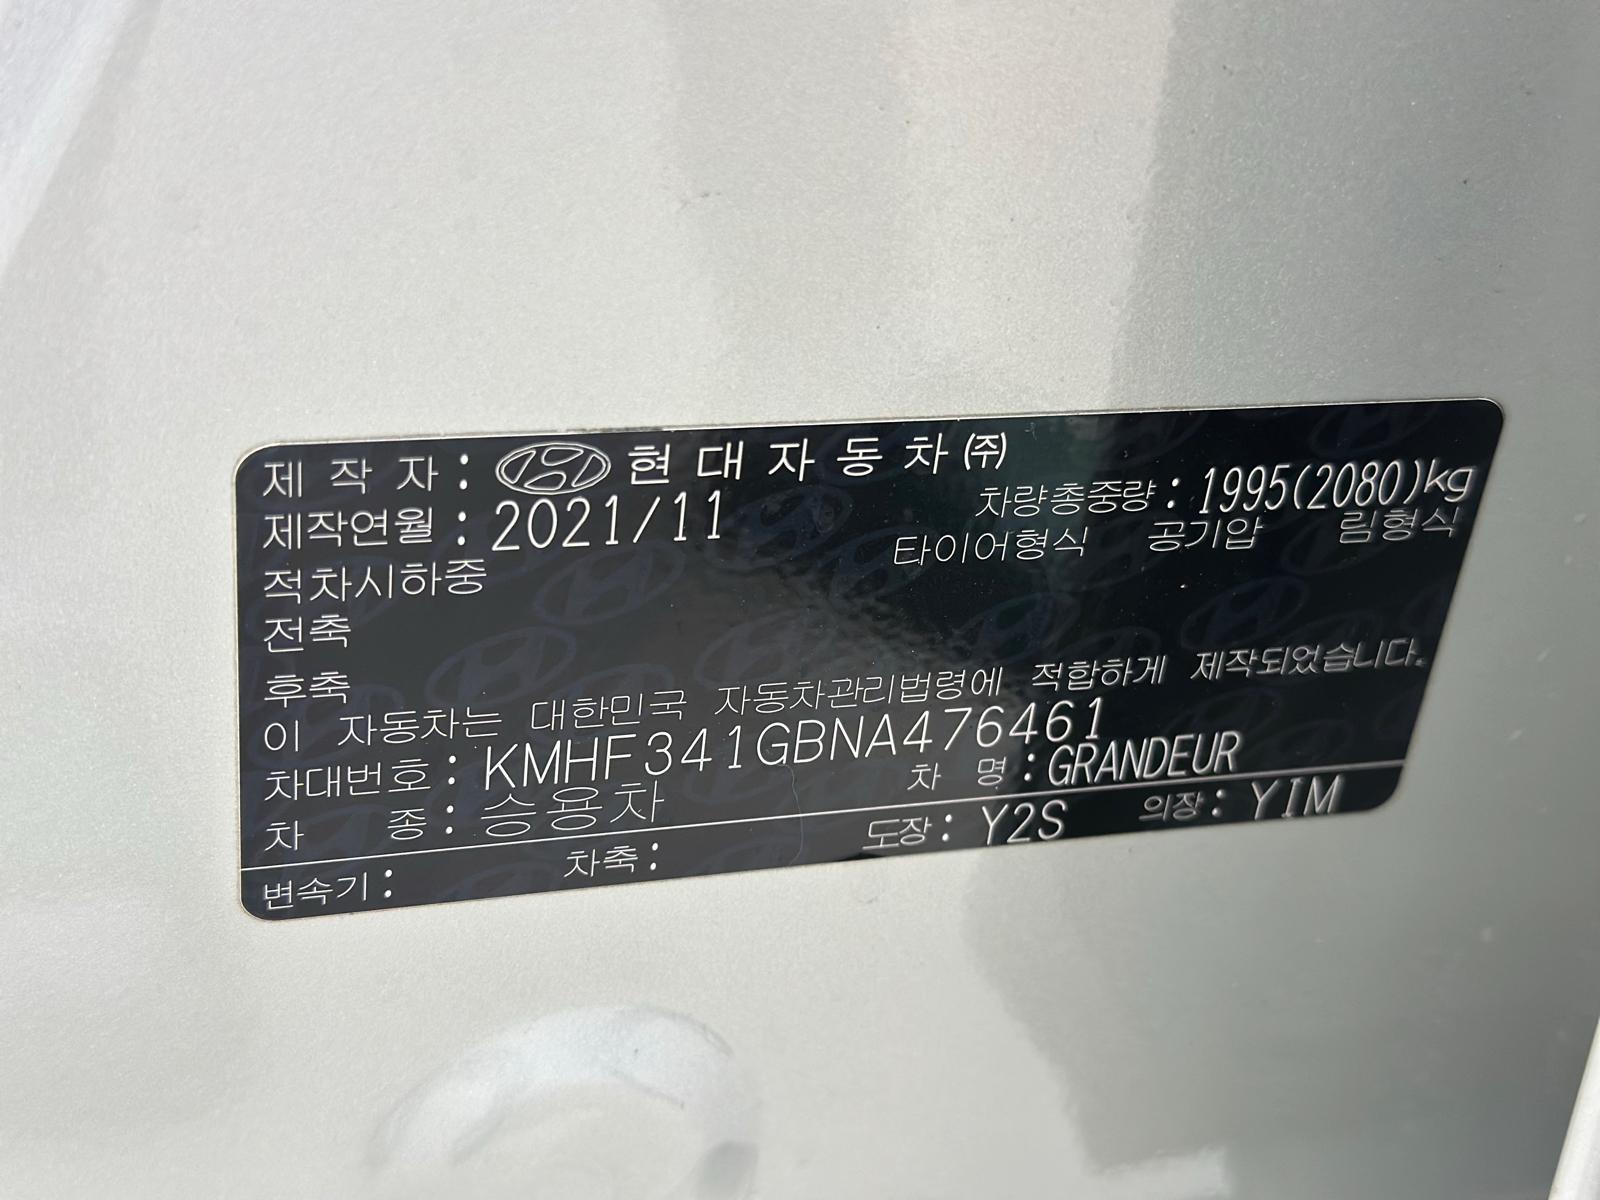 제 작 자 : 현 대 자 동 차 ㈜
제작연월 : 2021/11 차량총중량 : 1995(2080)kg
적차시하중 타이어형식 공기압 림형식
전축
후축
이 자동차는 대한민국 자동차관리법령에 적합하게 제작되었습니다.
차대번호 : KMHF341GBNA476461
차 종 : 승용차 차 명 : GRANDEUR
변속기 : 차축 : 도장 : Y2S 의장 : YIM